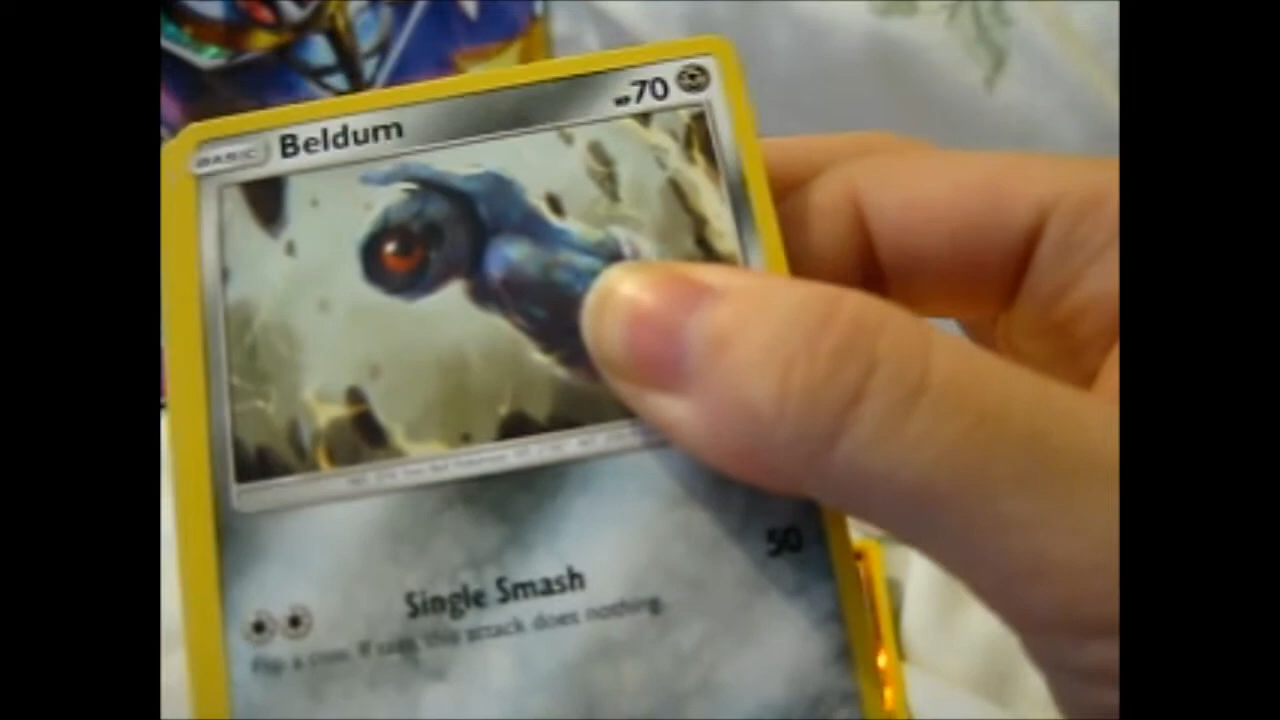 BASIC Beldum HP70
50
Single Smash
Flip a coin. If tails, this attack does nothing.